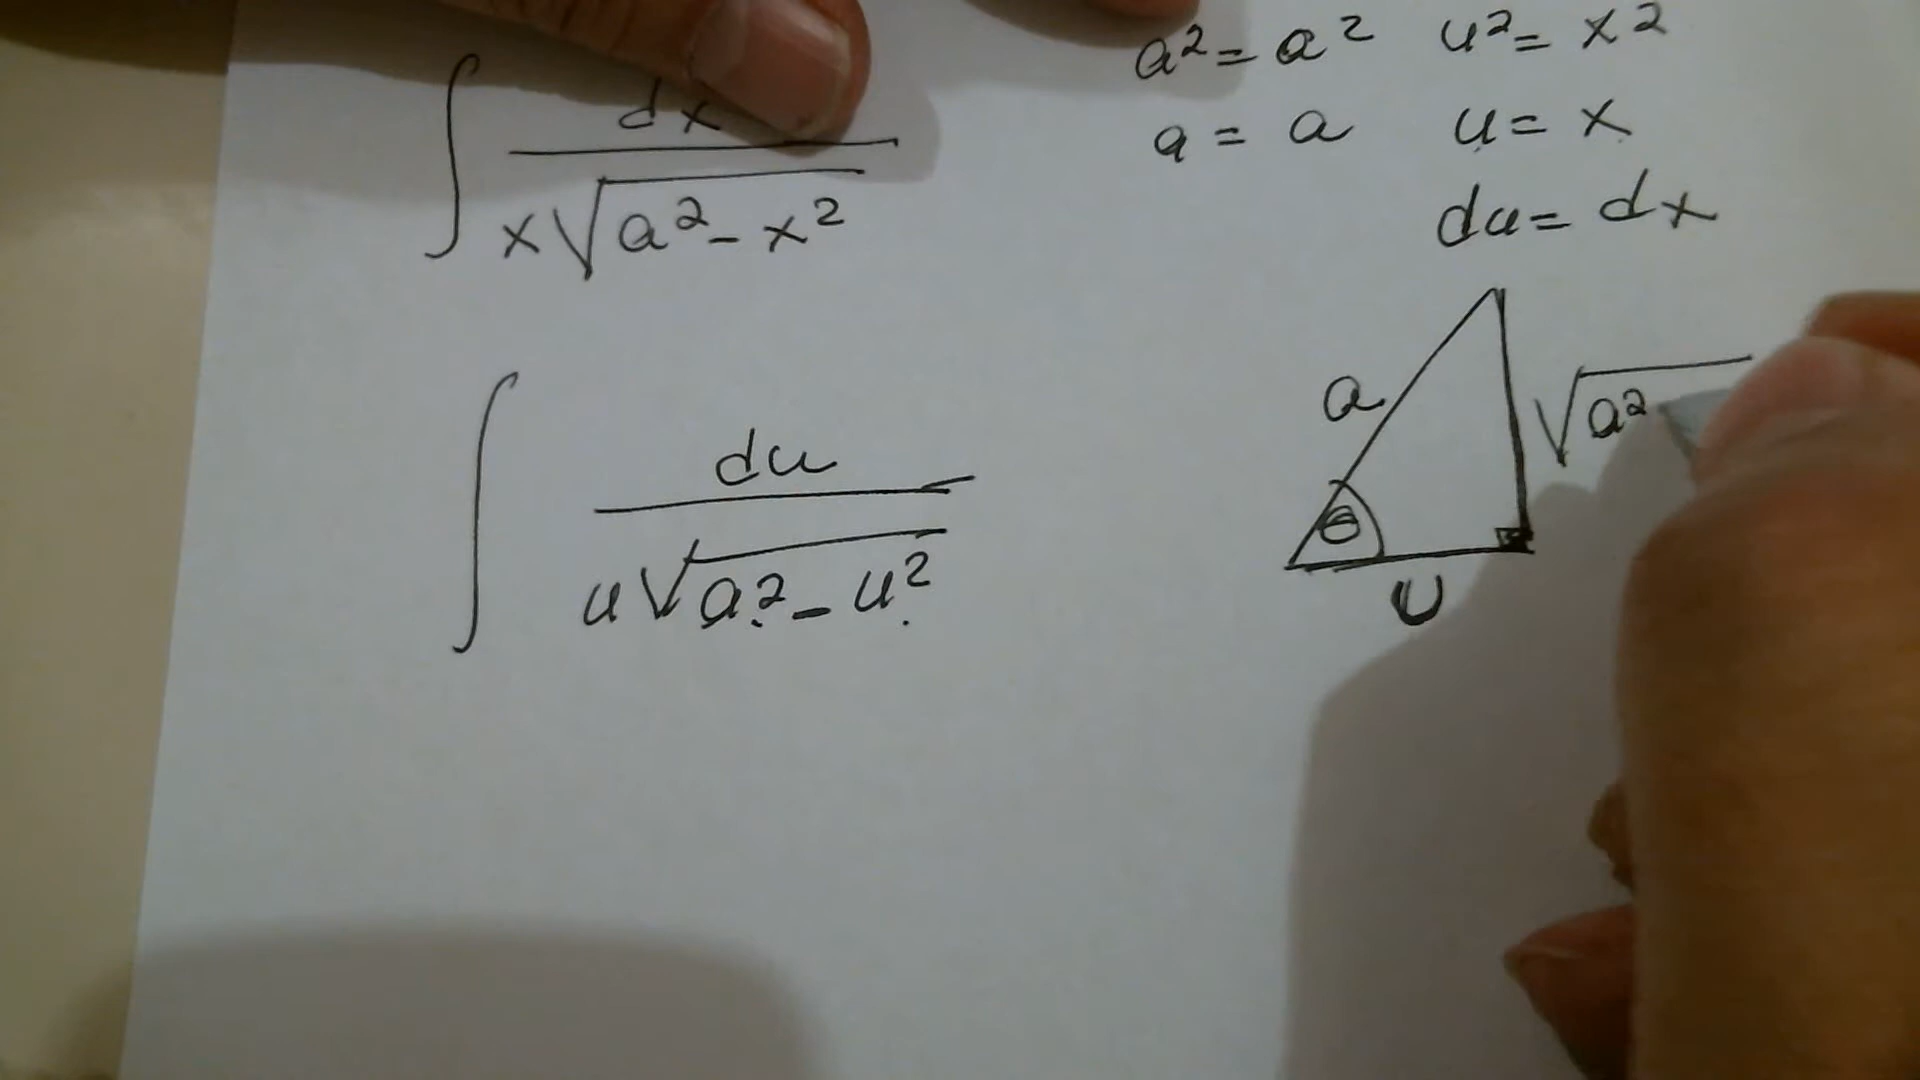 a² = a² u² = x²
∫ dx / x√a² - x²
a = a u = x
du = dx
a √a²
θ
u
∫ du / u√a² - u²